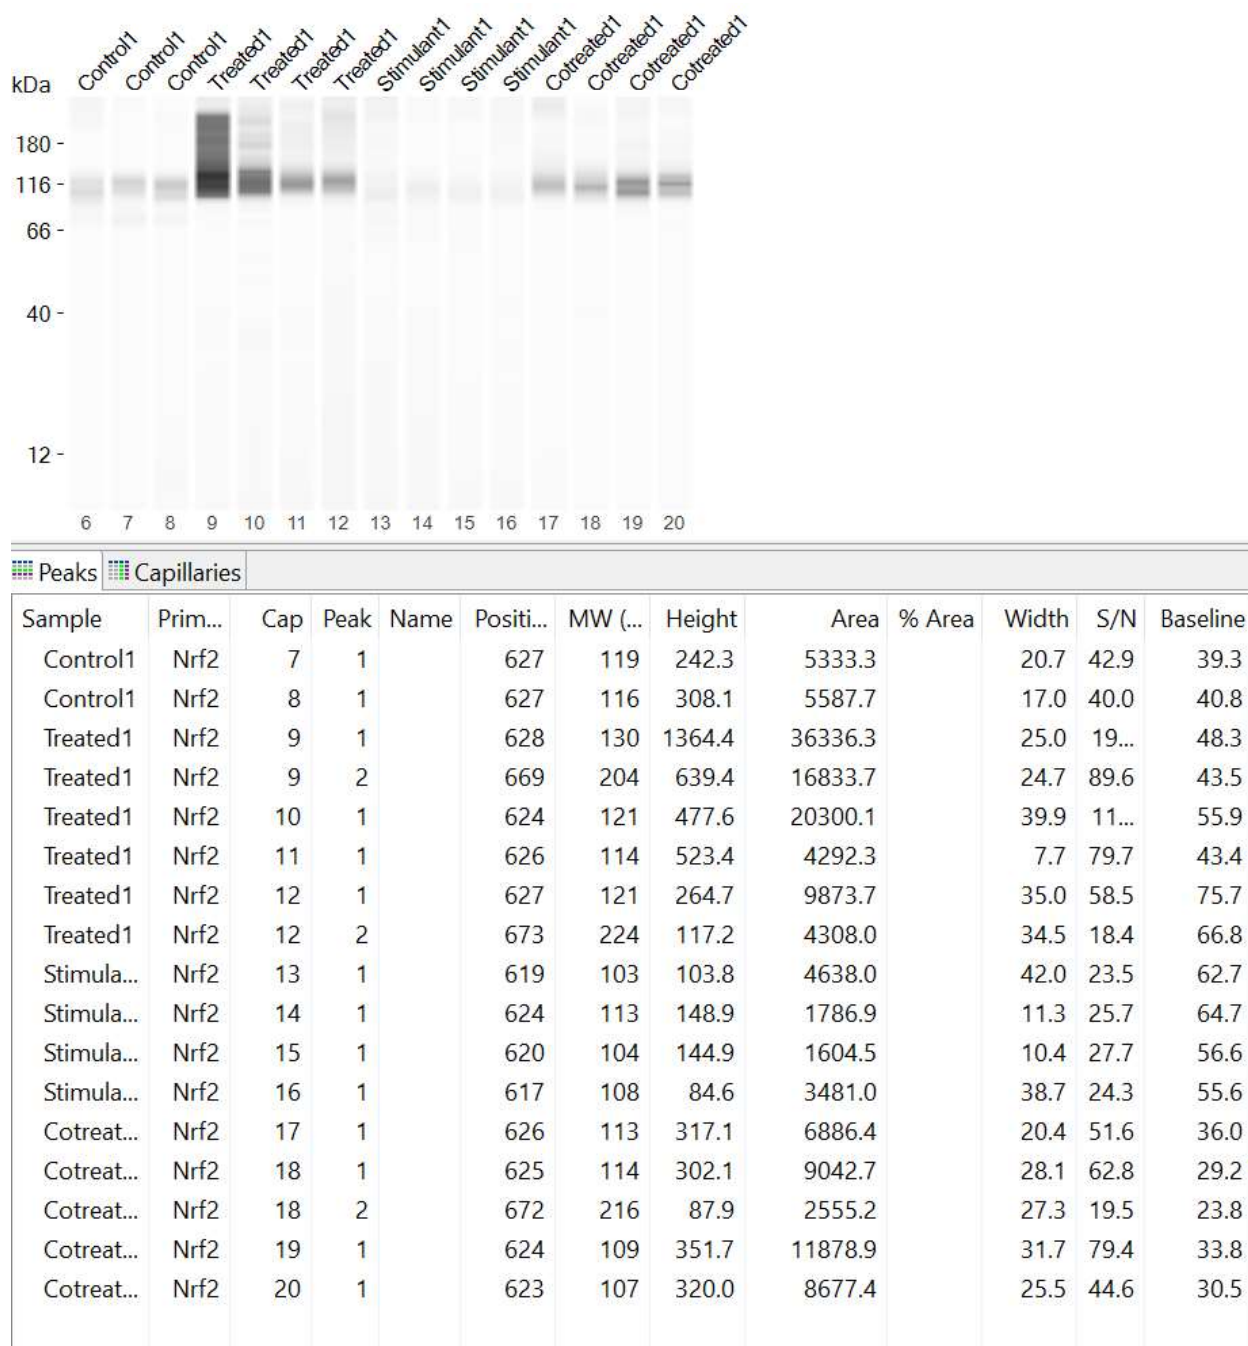 Control1 Control1 Control1 Treated1 Treated1 Treated1 Treated1 Stimulant1 Stimulant1 Stimulant1 Stimulant1 Cotreated1 Cotreated1 Cotreated1 Cotreated1
kDa
180 -
116 -
66 -
40 -
12 -
6 7 8 9 10 11 12 13 14 15 16 17 18 19 20
Peaks Capillaries
Sample Prim... Cap Peak Name Positi... MW (... Height Area % Area Width S/N Baseline
Control1 Nrf2 7 1 627 119 242.3 5333.3 20.7 42.9 39.3
Control1 Nrf2 8 1 627 116 308.1 5587.7 17.0 40.0 40.8
Treated1 Nrf2 9 1 628 130 1364.4 36336.3 25.0 19... 48.3
Treated1 Nrf2 9 2 669 204 639.4 16833.7 24.7 89.6 43.5
Treated1 Nrf2 10 1 624 121 477.6 20300.1 39.9 11... 55.9
Treated1 Nrf2 11 1 626 114 523.4 4292.3 7.7 79.7 43.4
Treated1 Nrf2 12 1 627 121 264.7 9873.7 35.0 58.5 75.7
Treated1 Nrf2 12 2 673 224 117.2 4308.0 34.5 18.4 66.8
Stimula... Nrf2 13 1 619 103 103.8 4638.0 42.0 23.5 62.7
Stimula... Nrf2 14 1 624 113 148.9 1786.9 11.3 25.7 64.7
Stimula... Nrf2 15 1 620 104 144.9 1604.5 10.4 27.7 56.6
Stimula... Nrf2 16 1 617 108 84.6 3481.0 38.7 24.3 55.6
Cotreat... Nrf2 17 1 626 113 317.1 6886.4 20.4 51.6 36.0
Cotreat... Nrf2 18 1 625 114 302.1 9042.7 28.1 62.8 29.2
Cotreat... Nrf2 18 2 672 216 87.9 2555.2 27.3 19.5 23.8
Cotreat... Nrf2 19 1 624 109 351.7 11878.9 31.7 79.4 33.8
Cotreat... Nrf2 20 1 623 107 320.0 8677.4 25.5 44.6 30.5